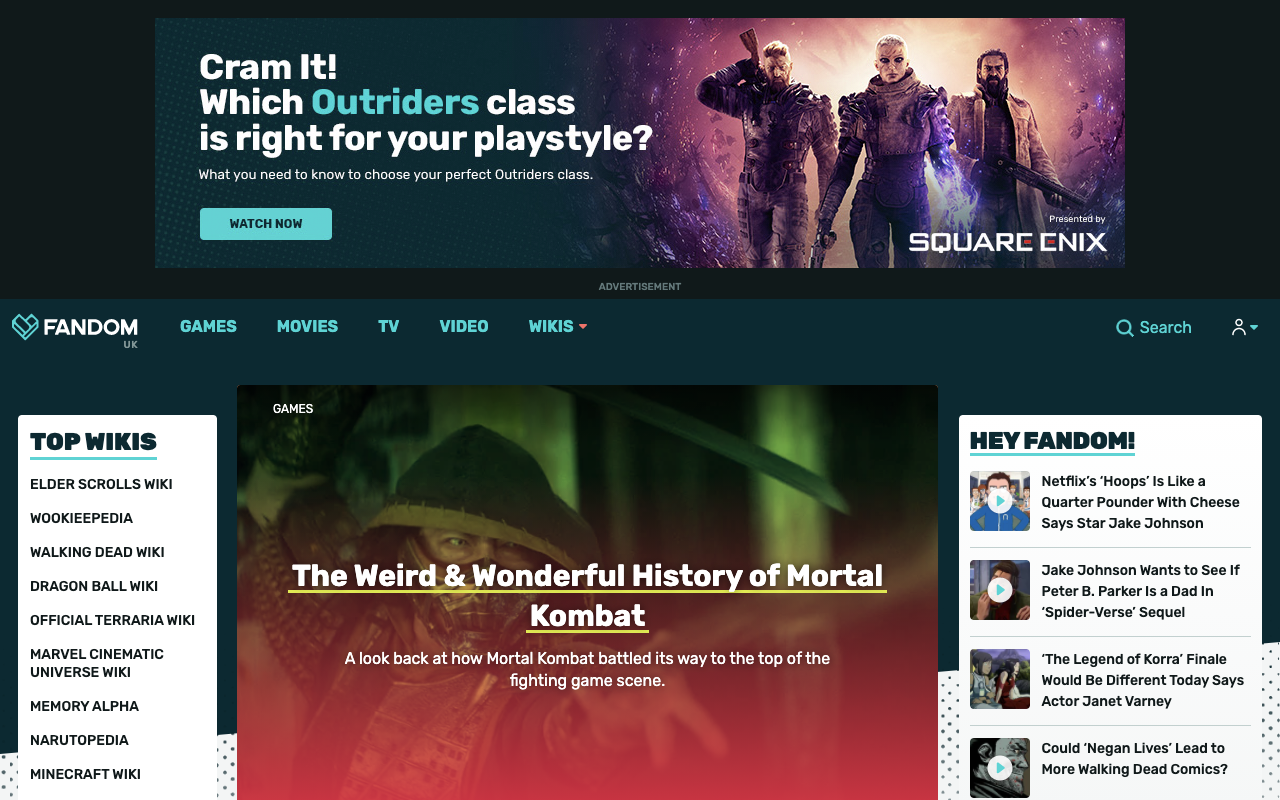 Cram It!
Which Outriders class
is right for your playstyle?
What you need to know to choose your perfect Outriders class.
WATCH NOW
Presented by
SQUARE ENIX
ADVERTISEMENT
FANDOM
UK
GAMES
MOVIES
TV
VIDEO
WIKIS
Search
TOP WIKIS
ELDER SCROLLS WIKI
WOOKIEEPEDIA
WALKING DEAD WIKI
DRAGON BALL WIKI
OFFICIAL TERRARIA WIKI
MARVEL CINEMATIC
UNIVERSE WIKI
MEMORY ALPHA
NARUTOPEDIA
MINECRAFT WIKI
GAMES
The Weird & Wonderful History of Mortal
Kombat
A look back at how Mortal Kombat battled its way to the top of the
fighting game scene.
HEY FANDOM!
Netflix’s ‘Hoops’ Is Like a
Quarter Pounder With Cheese
Says Star Jake Johnson
Jake Johnson Wants to See If
Peter B. Parker Is a Dad In
‘Spider-Verse’ Sequel
‘The Legend of Korra’ Finale
Would Be Different Today Says
Actor Janet Varney
Could ‘Negan Lives’ Lead to
More Walking Dead Comics?